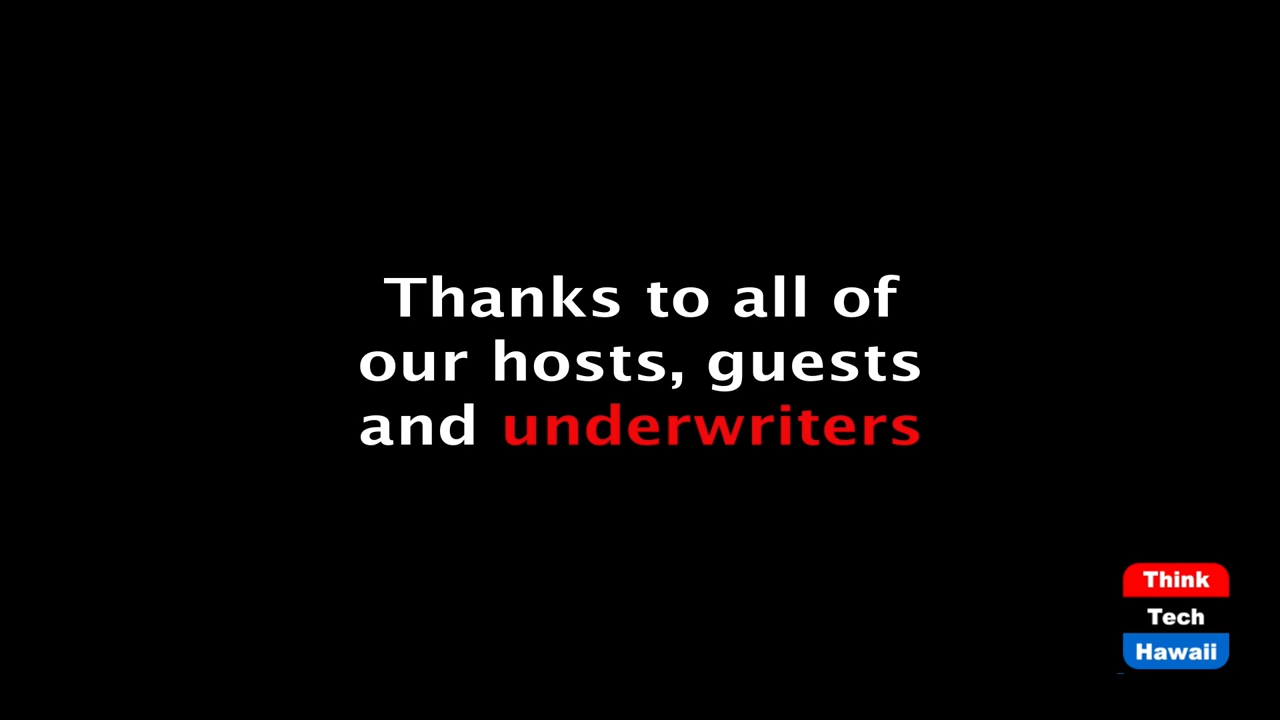 Thanks to all of
our hosts, guests
and underwriters
Think
Tech
Hawaii